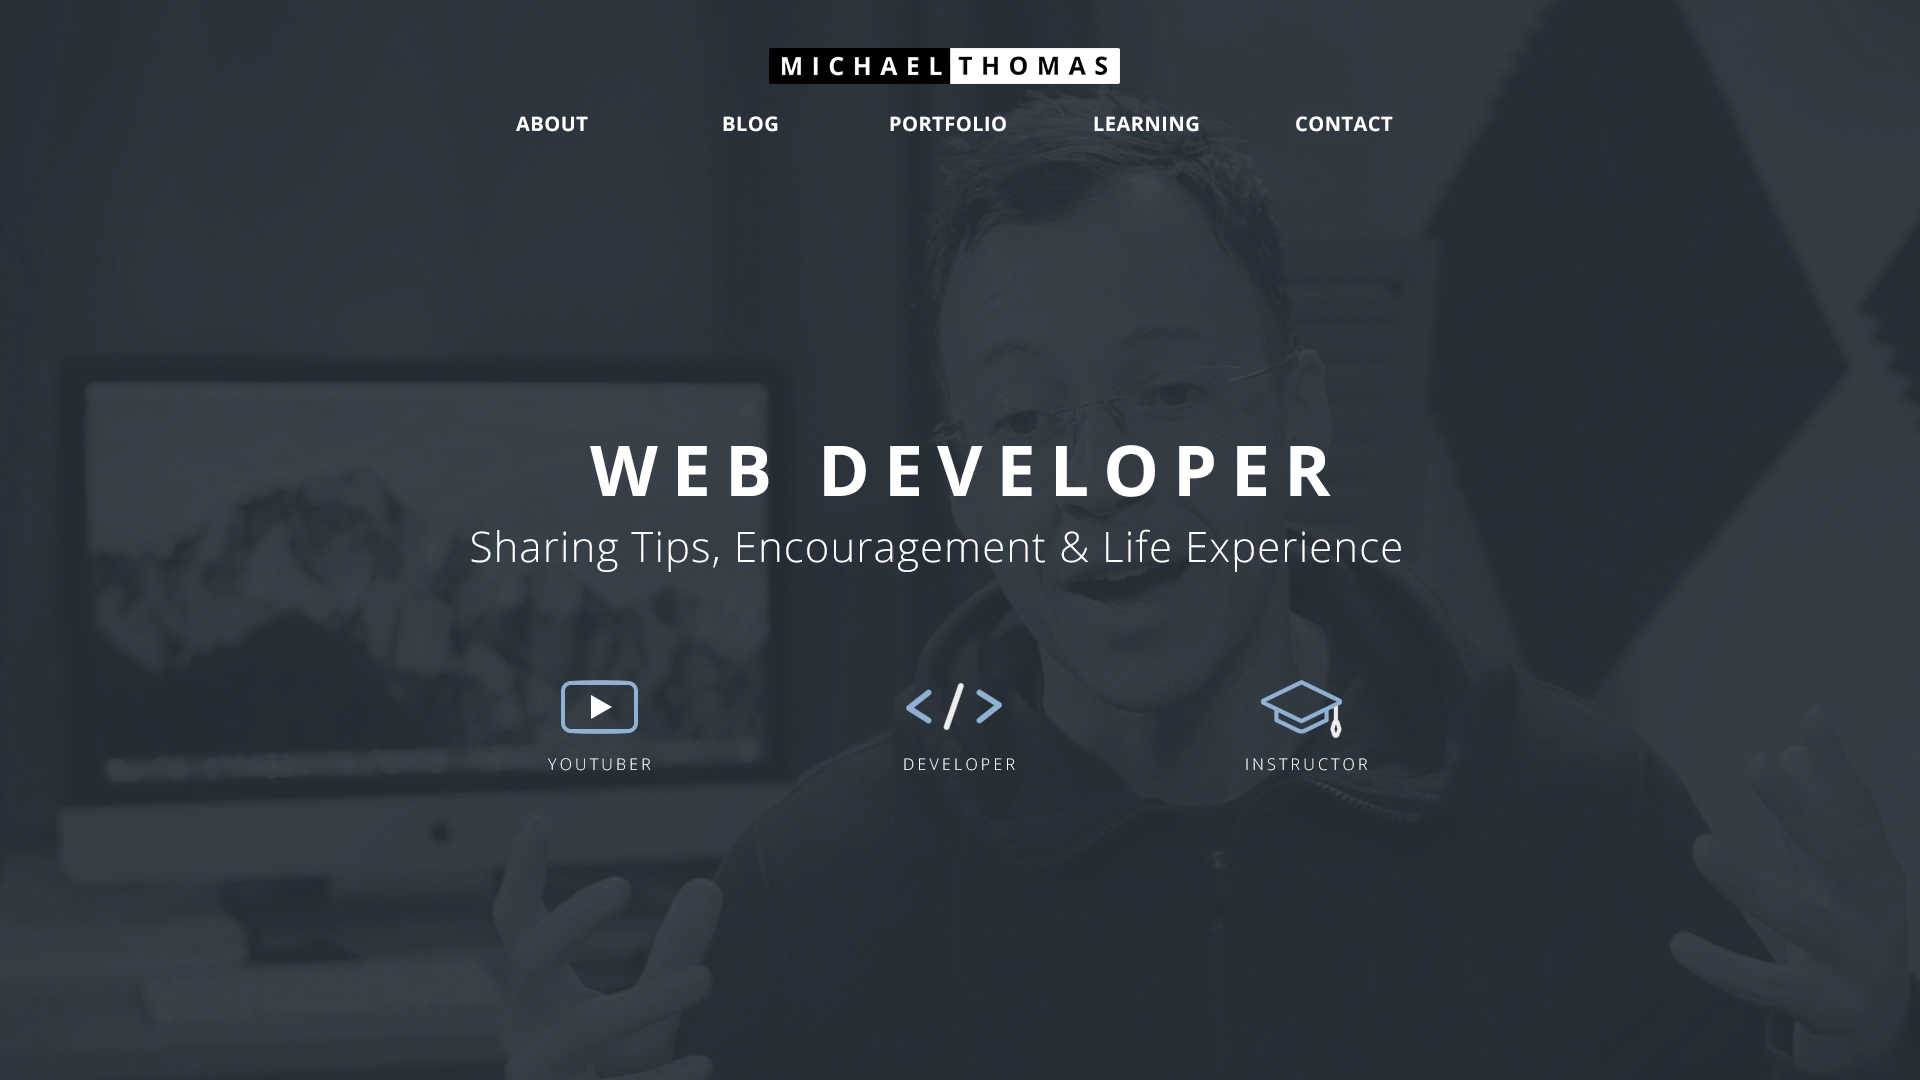 MICHAEL THOMAS
ABOUT BLOG PORTFOLIO LEARNING CONTACT
WEB DEVELOPER
Sharing Tips, Encouragement & Life Experience
YOUTUBER DEVELOPER INSTRUCTOR